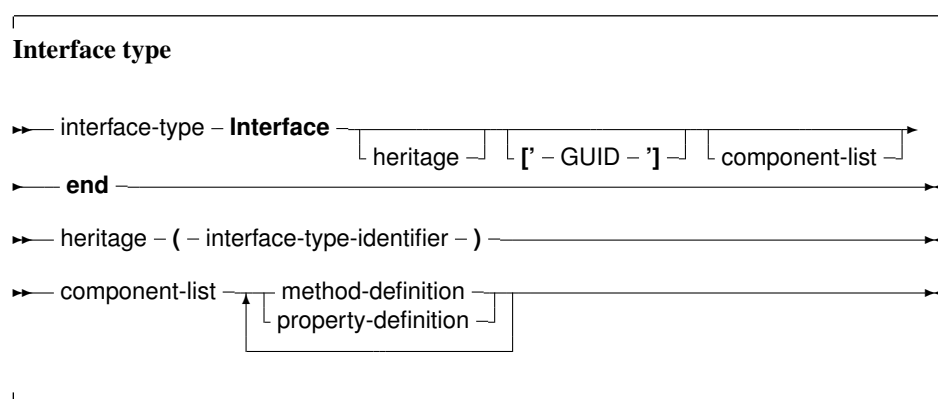 Interface type
interface-type – Interface
heritage [' – GUID – '] component-list
end
heritage – ( – interface-type-identifier – )
component-list method-definition
property-definition